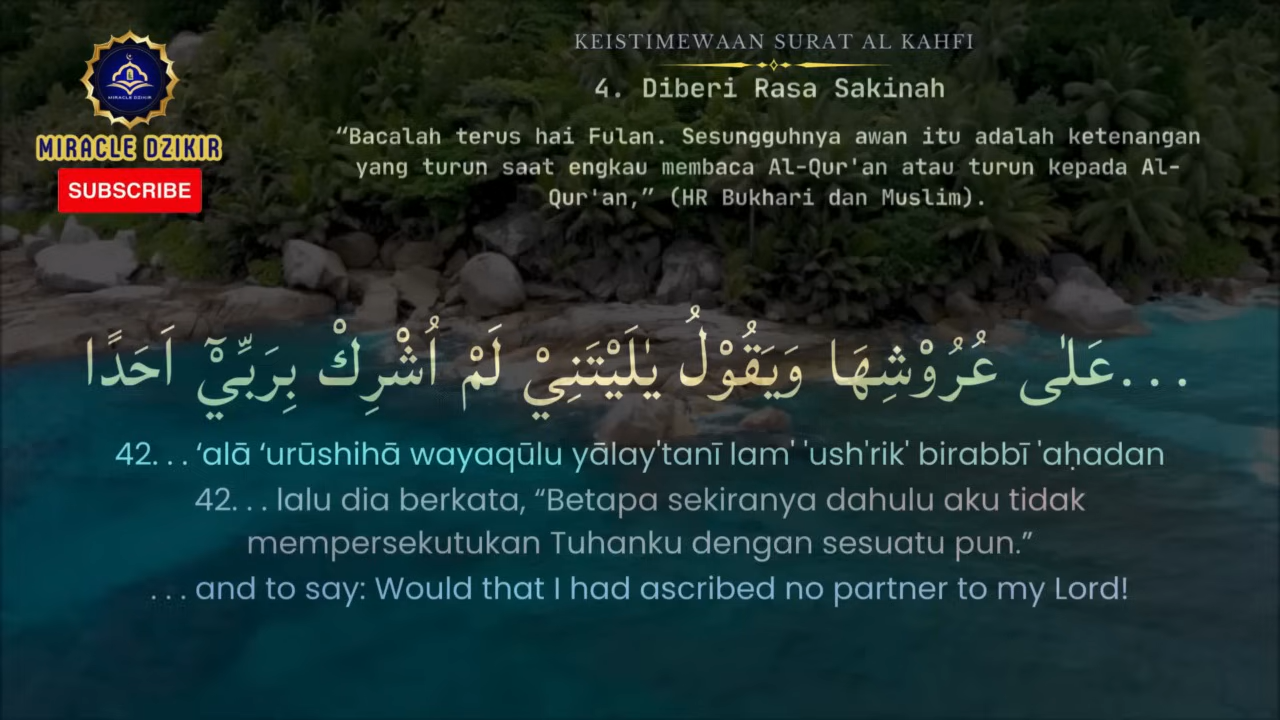 KEISTIMEWAAN SURAT AL KAHFI
4. Diberi Rasa Sakinah
“Bacalah terus hai Fulan. Sesungguhnya awan itu adalah ketenangan
yang turun saat engkau membaca Al-Qur'an atau turun kepada Al-
Qur'an,” (HR Bukhari dan Muslim).
MIRACLE DZIKIR
MIRACLE DZIKIR
SUBSCRIBE
...عَلٰى عُرُوْشِهَا وَيَقُوْلُ يٰلَيْتَنِيْ لَمْ اُشْرِكْ بِرَبِّيْٓ اَحَدًا
42. . . ‘alā ‘urūshihā wayaqūlu yālay'tanī lam' 'ush'rik' birabbī 'aḥadan
42. . . lalu dia berkata, “Betapa sekiranya dahulu aku tidak
mempersekutukan Tuhanku dengan sesuatu pun.”
. . . and to say: Would that I had ascribed no partner to my Lord!